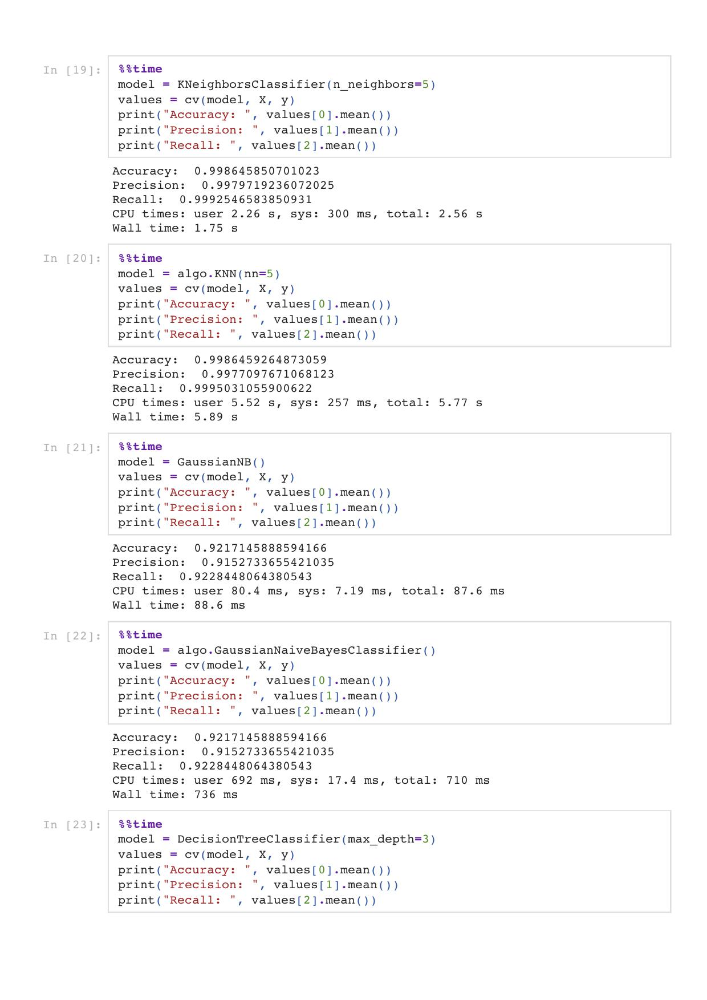 In [19]:
%%time
model = KNeighborsClassifier(n_neighbors=5)
values = cv(model, X, y)
print("Accuracy: ", values[0].mean())
print("Precision: ", values[1].mean())
print("Recall: ", values[2].mean())
Accuracy:  0.998645850701023
Precision:  0.9979719236072025
Recall:  0.9992546583850931
CPU times: user 2.26 s, sys: 300 ms, total: 2.56 s
Wall time: 1.75 s
In [20]:
%%time
model = algo.KNN(nn=5)
values = cv(model, X, y)
print("Accuracy: ", values[0].mean())
print("Precision: ", values[1].mean())
print("Recall: ", values[2].mean())
Accuracy:  0.9986459264873059
Precision:  0.9977097671068123
Recall:  0.9995031055900622
CPU times: user 5.52 s, sys: 257 ms, total: 5.77 s
Wall time: 5.89 s
In [21]:
%%time
model = GaussianNB()
values = cv(model, X, y)
print("Accuracy: ", values[0].mean())
print("Precision: ", values[1].mean())
print("Recall: ", values[2].mean())
Accuracy:  0.9217145888594166
Precision:  0.9152733655421035
Recall:  0.9228448064380543
CPU times: user 80.4 ms, sys: 7.19 ms, total: 87.6 ms
Wall time: 88.6 ms
In [22]:
%%time
model = algo.GaussianNaiveBayesClassifier()
values = cv(model, X, y)
print("Accuracy: ", values[0].mean())
print("Precision: ", values[1].mean())
print("Recall: ", values[2].mean())
Accuracy:  0.9217145888594166
Precision:  0.9152733655421035
Recall:  0.9228448064380543
CPU times: user 692 ms, sys: 17.4 ms, total: 710 ms
Wall time: 736 ms
In [23]:
%%time
model = DecisionTreeClassifier(max_depth=3)
values = cv(model, X, y)
print("Accuracy: ", values[0].mean())
print("Precision: ", values[1].mean())
print("Recall: ", values[2].mean())